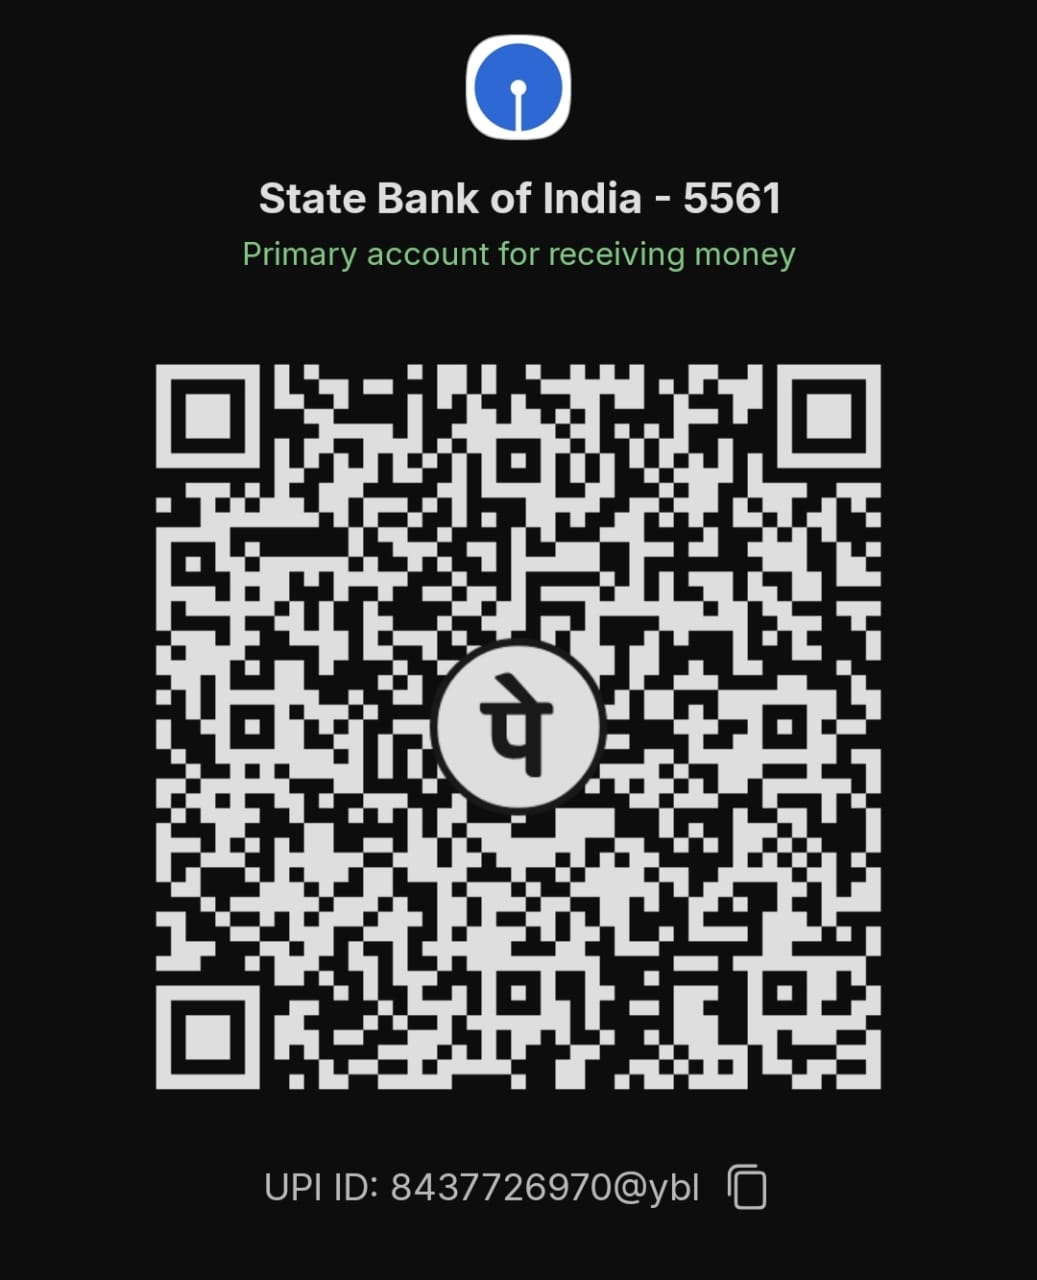 State Bank of India - 5561
Primary account for receiving money
पे
UPI ID: 8437726970@ybl